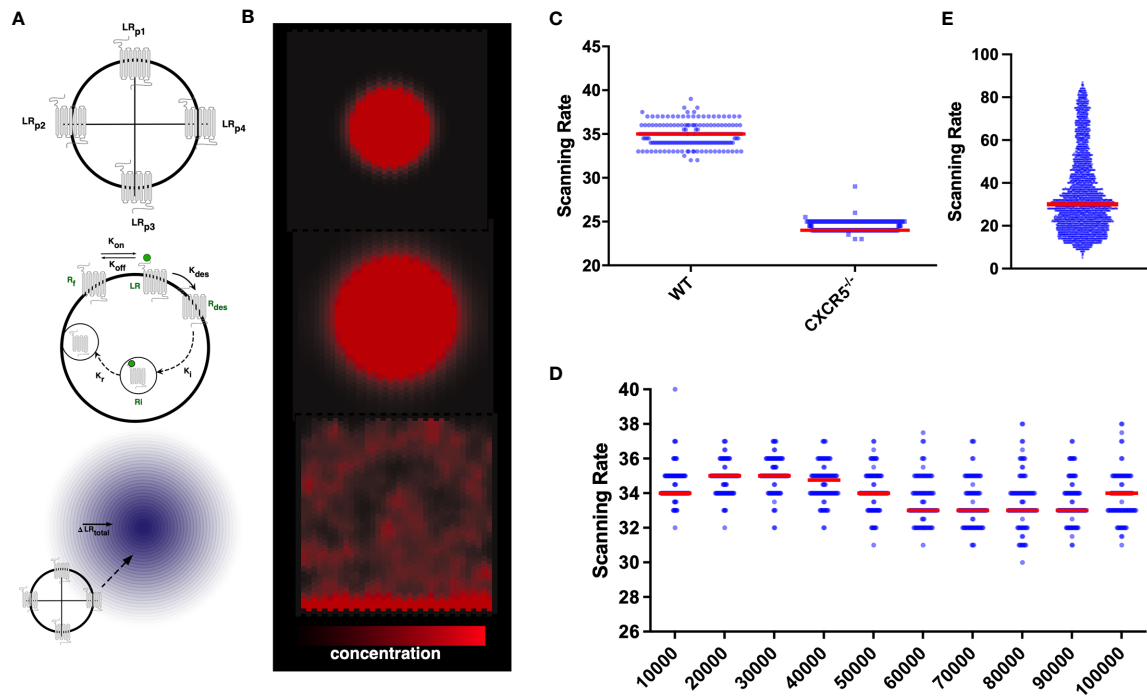 A
LRp1
LRp2
LRp4
LRp3
Kon
Koff
Kdes
Rf
LR
Rdes
Kr
Ki
Ri
Δ LRtotal
B
concentration
C
Scanning Rate
45
40
35
30
25
20
WT
CXCR5-/-
E
Scanning Rate
100
80
60
40
20
0
D
Scanning Rate
40
38
36
34
32
30
28
26
10000
20000
30000
40000
50000
60000
70000
80000
90000
100000